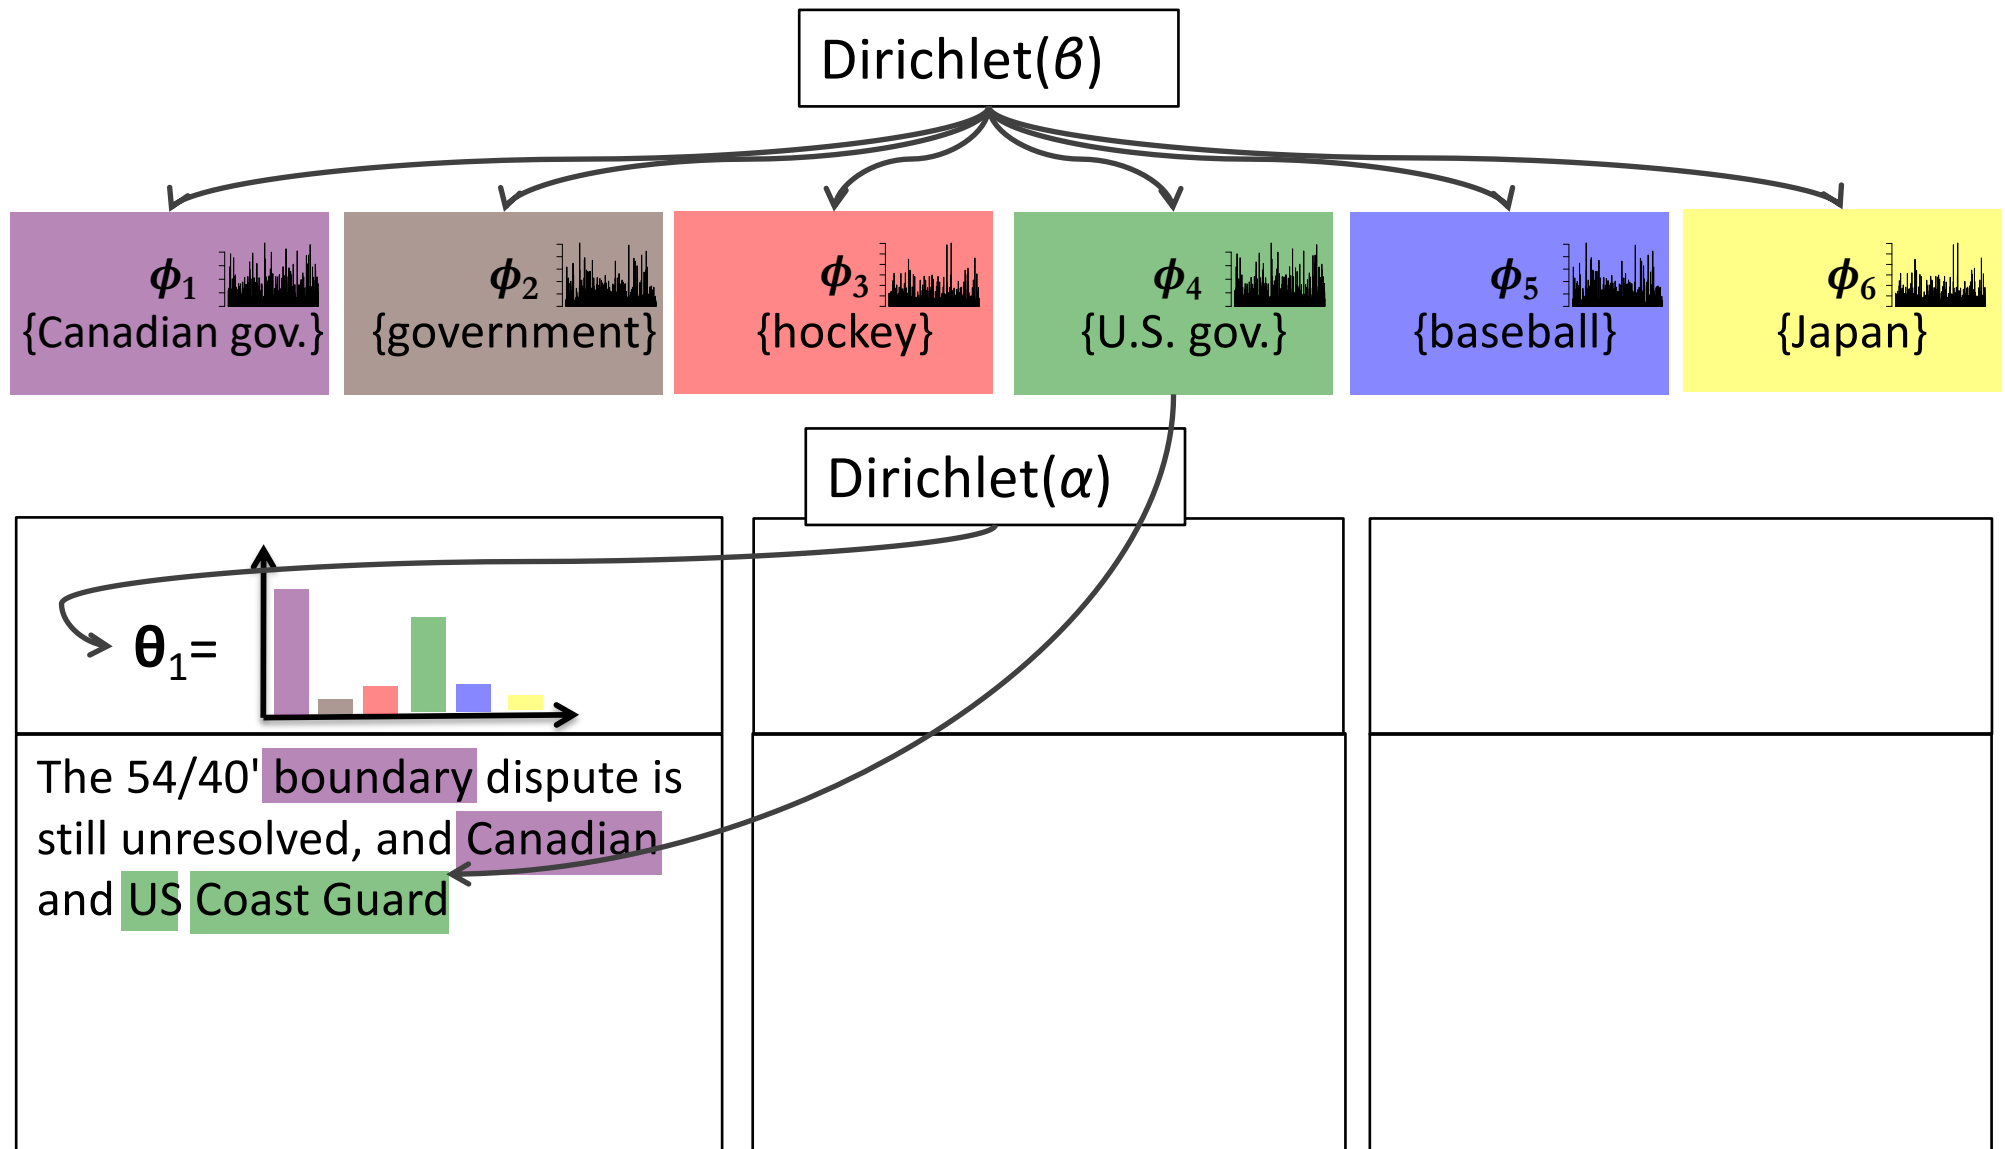 Dirichlet(β)
ϕ1 ϕ2 ϕ3 ϕ4 ϕ5 ϕ6
{Canadian gov.} {government} {hockey} {U.S. gov.} {baseball} {Japan}
Dirichlet(α)
θ1=
The 54/40' boundary dispute is
still unresolved, and Canadian
and US Coast Guard